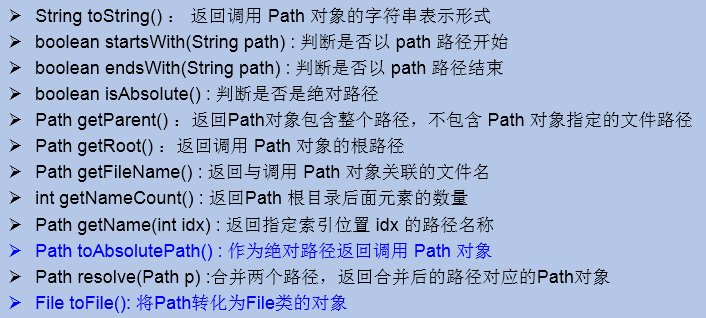 ➢ String toString() ： 返回调用 Path 对象的字符串表示形式
➢ boolean startsWith(String path) : 判断是否以 path 路径开始
➢ boolean endsWith(String path) : 判断是否以 path 路径结束
➢ boolean isAbsolute() : 判断是否是绝对路径
➢ Path getParent() ：返回Path对象包含整个路径，不包含 Path 对象指定的文件路径
➢ Path getRoot() ：返回调用 Path 对象的根路径
➢ Path getFileName() : 返回与调用 Path 对象关联的文件名
➢ int getNameCount() : 返回Path 根目录后面元素的数量
➢ Path getName(int idx) : 返回指定索引位置 idx 的路径名称
➢ Path toAbsolutePath() : 作为绝对路径返回调用 Path 对象
➢ Path resolve(Path p) :合并两个路径，返回合并后的路径对应的Path对象
➢ File toFile(): 将Path转化为File类的对象